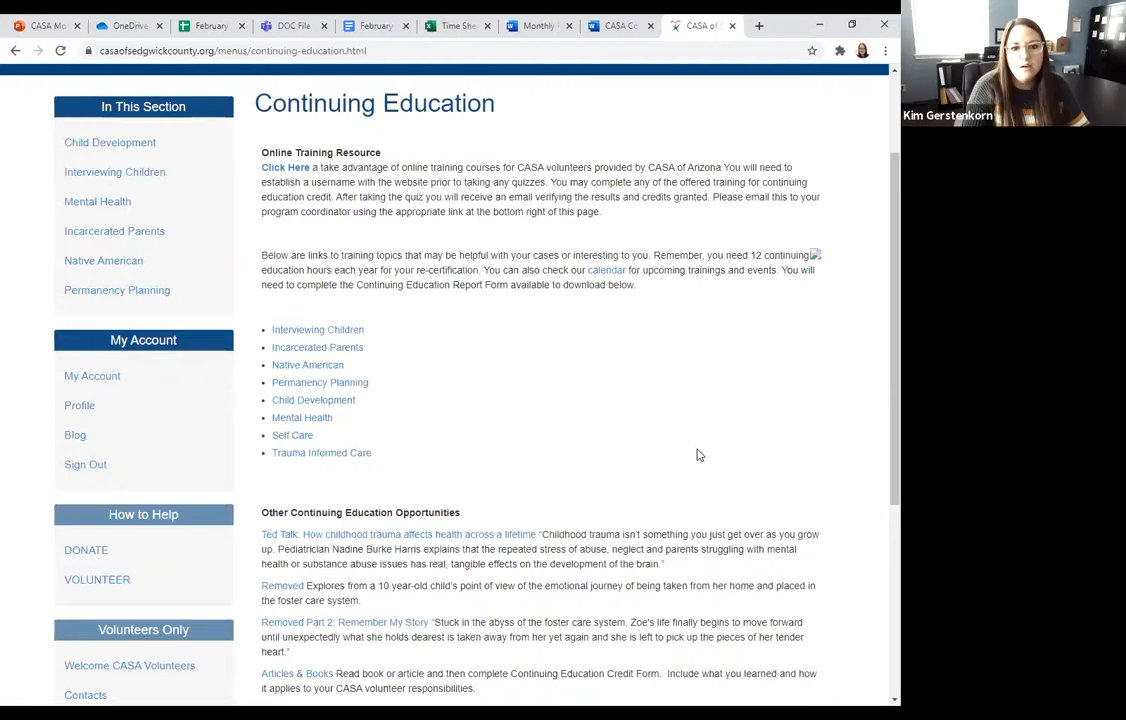 CASA Mo
OneDrive
February
DOC File
February
Time She
Monthly
CASA Co
CASA of S
casaofsedgwickcounty.org/menus/continuing-education.html
Kim Gerstenkorn
In This Section
Child Development
Interviewing Children
Mental Health
Incarcerated Parents
Native American
Permanency Planning
My Account
My Account
Profile
Blog
Sign Out
How to Help
DONATE
VOLUNTEER
Volunteers Only
Welcome CASA Volunteers
Contacts
Continuing Education
Online Training Resource
Click Here a take advantage of online training courses for CASA volunteers provided by CASA of Arizona.You will need to
establish a username with the website prior to taking any quizzes. You may complete any of the offered training for continuing
education credit. After taking the quiz you will receive an email verifying the results and credits granted. Please email this to your
program coordinator using the appropriate link at the bottom right of this page.
Below are links to training topics that may be helpful with your cases or interesting to you. Remember, you need 12 continuing
education hours each year for your re-certification. You can also check our calendar for upcoming trainings and events. You will
need to complete the Continuing Education Report Form available to download below.
• Interviewing Children
• Incarcerated Parents
• Native American
• Permanency Planning
• Child Development
• Mental Health
• Self Care
• Trauma Informed Care
Other Continuing Education Opportunities
Ted Talk: How childhood trauma affects health across a lifetime “Childhood trauma isn’t something you just get over as you grow
up. Pediatrician Nadine Burke Harris explains that the repeated stress of abuse, neglect and parents struggling with mental
health or substance abuse issues has real, tangible effects on the development of the brain.”
Removed Explores from a 10 year-old child’s point of view of the emotional journey of being taken from her home and placed in
the foster care system.
Removed Part 2: Remember My Story “Stuck in the abyss of the foster care system, Zoe's life finally begins to move forward
until unexpectedly what she holds dearest is taken away from her yet again and she is left to pick up the pieces of her tender
heart.”
Articles & Books Read book or article and then complete Continuing Education Credit Form.  Include what you learned and how
it applies to your CASA volunteer responsibilities.